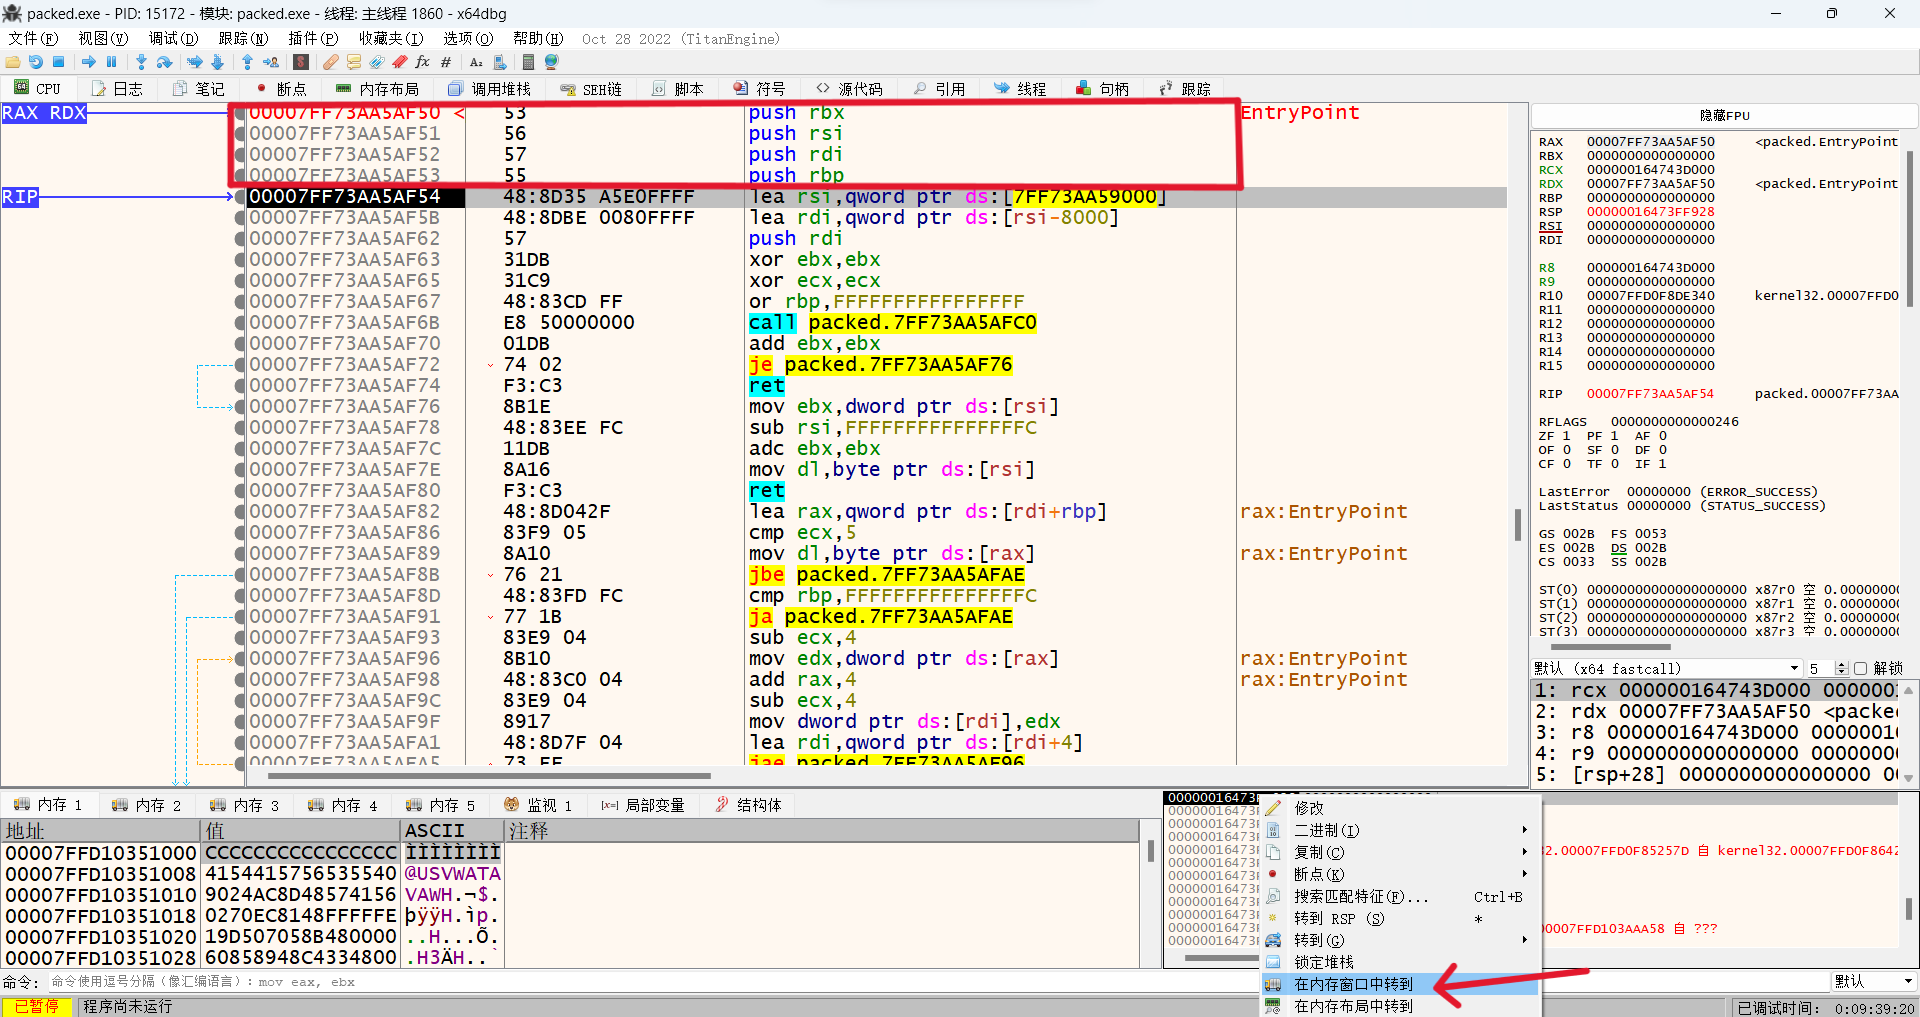 packed.exe - PID: 15172 - 模块: packed.exe - 线程: 主线程 1860 - x64dbg
文件(F) 视图(V) 调试(D) 跟踪(N) 插件(P) 收藏夹(I) 选项(O) 帮助(H) Oct 28 2022 (TitanEngine)
CPU 日志 笔记 断点 内存布局 调用堆栈 SEH链 脚本 符号 源代码 引用 线程 句柄 跟踪
RAX RDX 00007FF73AA5AF50 < 53 push rbx EntryPoint
00007FF73AA5AF51 56 push rsi
00007FF73AA5AF52 57 push rdi
00007FF73AA5AF53 55 push rbp
RIP 00007FF73AA5AF54 48:8D35 A5E0FFFF lea rsi,qword ptr ds:[7FF73AA59000]
00007FF73AA5AF5B 48:8DBE 0080FFFF lea rdi,qword ptr ds:[rsi-8000]
00007FF73AA5AF62 57 push rdi
00007FF73AA5AF63 31DB xor ebx,ebx
00007FF73AA5AF65 31C9 xor ecx,ecx
00007FF73AA5AF67 48:83CD FF or rbp,FFFFFFFFFFFFFFFF
00007FF73AA5AF6B E8 50000000 call packed.7FF73AA5AFC0
00007FF73AA5AF70 01DB add ebx,ebx
00007FF73AA5AF72 74 02 je packed.7FF73AA5AF76
00007FF73AA5AF74 F3:C3 ret
00007FF73AA5AF76 8B1E mov ebx,dword ptr ds:[rsi]
00007FF73AA5AF78 48:83EE FC sub rsi,FFFFFFFFFFFFFFFC
00007FF73AA5AF7C 11DB adc ebx,ebx
00007FF73AA5AF7E 8A16 mov dl,byte ptr ds:[rsi]
00007FF73AA5AF80 F3:C3 ret
00007FF73AA5AF82 48:8D042F lea rax,qword ptr ds:[rdi+rbp] rax:EntryPoint
00007FF73AA5AF86 83F9 05 cmp ecx,5
00007FF73AA5AF89 8A10 mov dl,byte ptr ds:[rax] rax:EntryPoint
00007FF73AA5AF8B 76 21 jbe packed.7FF73AA5AFAE
00007FF73AA5AF8D 48:83FD FC cmp rbp,FFFFFFFFFFFFFFFC
00007FF73AA5AF91 77 1B ja packed.7FF73AA5AFAE
00007FF73AA5AF93 83E9 04 sub ecx,4
00007FF73AA5AF96 8B10 mov edx,dword ptr ds:[rax] rax:EntryPoint
00007FF73AA5AF98 48:83C0 04 add rax,4 rax:EntryPoint
00007FF73AA5AF9C 83E9 04 sub ecx,4
00007FF73AA5AF9F 8917 mov dword ptr ds:[rdi],edx
00007FF73AA5AFA1 48:8D7F 04 lea rdi,qword ptr ds:[rdi+4]
00007FF73AA5AFA5 73 EF jae packed.7FF73AA5AF96
隐藏FPU
RAX 00007FF73AA5AF50 <packed.EntryPoint
RBX 0000000000000000
RCX 000000164743D000
RDX 00007FF73AA5AF50 <packed.EntryPoint
RBP 0000000000000000
RSP 00000016473FF928
RSI 0000000000000000
RDI 0000000000000000
R8 000000164743D000
R9 0000000000000000
R10 00007FFD0F8DE340 kernel32.00007FFD0
R11 0000000000000000
R12 0000000000000000
R13 0000000000000000
R14 0000000000000000
R15 0000000000000000
RIP 00007FF73AA5AF54 packed.00007FF73AA
RFLAGS 0000000000000246
ZF 1 PF 1 AF 0
OF 0 SF 0 DF 0
CF 0 TF 0 IF 1
LastError 00000000 (ERROR_SUCCESS)
LastStatus 00000000 (STATUS_SUCCESS)
GS 002B FS 0053
ES 002B DS 002B
CS 0033 SS 002B
ST(0) 00000000000000000000 x87r0 空 0.00000000
ST(1) 00000000000000000000 x87r1 空 0.00000000
ST(2) 00000000000000000000 x87r2 空 0.00000000
ST(3) 00000000000000000000 x87r3 空 0.00000000
默认 (x64 fastcall) 5 解锁
1: rcx 000000164743D000 0000001
2: rdx 00007FF73AA5AF50 <packe
3: r8 000000164743D000 0000001
4: r9 0000000000000000 000000
5: [rsp+28] 0000000000000000 00
内存 1 内存 2 内存 3 内存 4 内存 5 监视 1 [x=] 局部变量 结构体
地址 值 ASCII 注释
00007FFD10351000 CCCCCCCCCCCCCCCC ÌÌÌÌÌÌÌÌ
00007FFD10351008 4154415756535540 @USVWATA
00007FFD10351010 9024AC8D48574156 VAWH.¬$.
00007FFD10351018 0270EC8148FFFFFE þÿÿH.ìp.
00007FFD10351020 19D507058B480000 ..H...Õ.
00007FFD10351028 60858948C4334800 .H3ÄH..`
00000016473F
00000016473F
00000016473F
00000016473F
00000016473F
00000016473F
00000016473F
00000016473F
00000016473F
00000016473F
00000016473F
00000016473F
修改
二进制(I)
复制(C)
断点(K)
搜索匹配特征(F)... Ctrl+B
转到 RSP (S) *
转到(G)
锁定堆栈
在内存窗口中转到
在内存布局中转到
32.00007FFD0F85257D 自 kernel32.00007FFD0F8642
00007FFD103AAA58 自 ???
命令: 命令使用逗号分隔（像汇编语言）: mov eax, ebx 默认
已暂停 程序尚未运行 已调试时间: 0:09:39:20